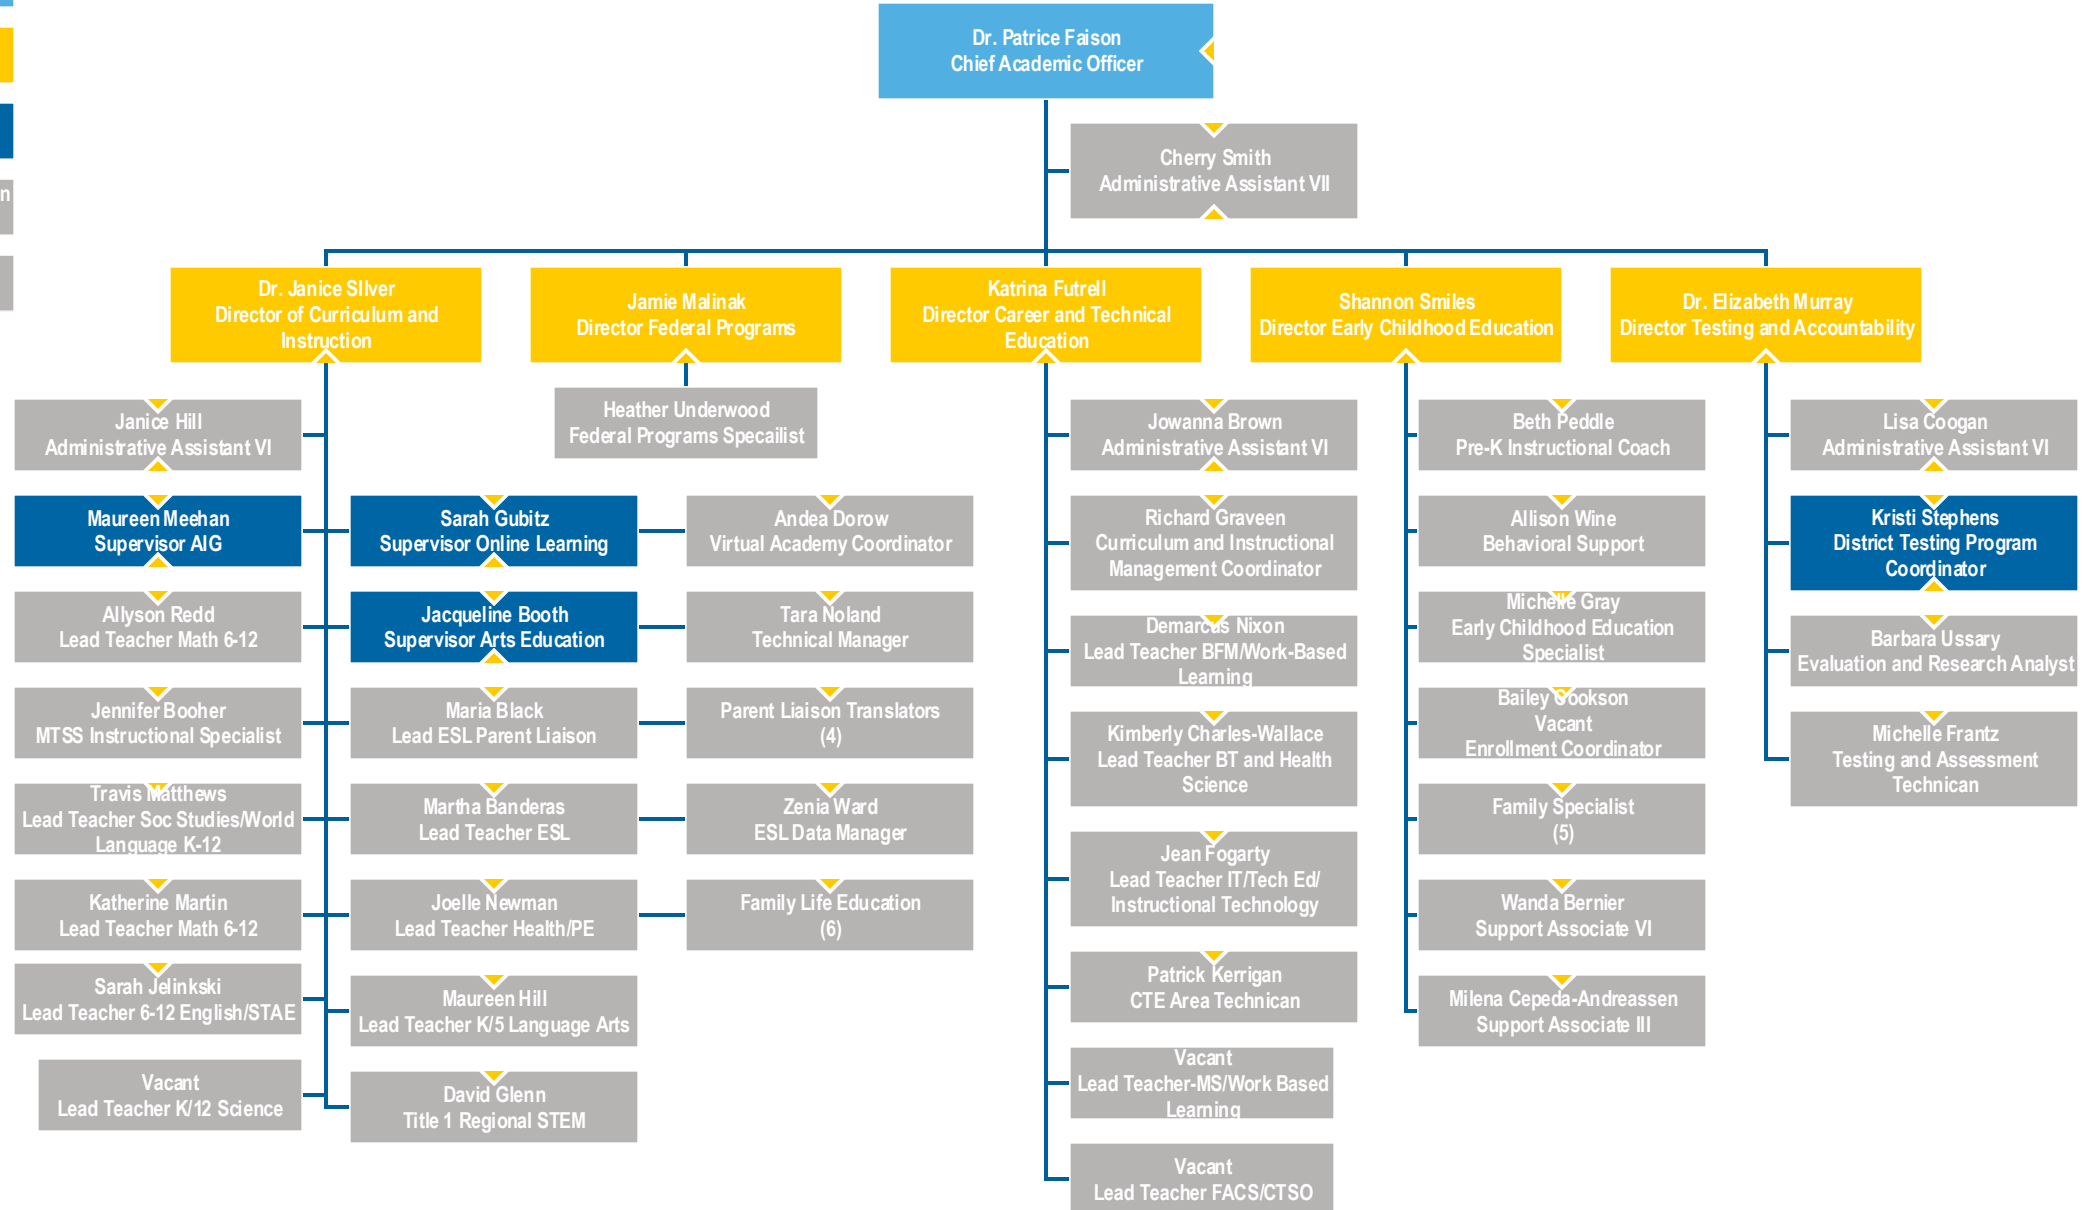 Dr. Patrice Faison
Chief Academic Officer
Cherry Smith
Administrative Assistant VII
n
Dr. Janice SIlver
Director of Curriculum and
Instruction
Jamie Malinak
Director Federal Programs
Katrina Futrell
Director Career and Technical
Education
Shannon Smiles
Director Early Childhood Education
Dr. Elizabeth Murray
Director Testing and Accountability
Janice Hill
Administrative Assistant VI
Maureen Meehan
Supervisor AIG
Allyson Redd
Lead Teacher Math 6-12
Jennifer Booher
MTSS Instructional Specialist
Travis Matthews
Lead Teacher Soc Studies/World
Language K-12
Katherine Martin
Lead Teacher Math 6-12
Sarah Jelinkski
Lead Teacher 6-12 English/STAE
Vacant
Lead Teacher K/12 Science
Sarah Gubitz
Supervisor Online Learning
Jacqueline Booth
Supervisor Arts Education
Maria Black
Lead ESL Parent Liaison
Martha Banderas
Lead Teacher ESL
Joelle Newman
Lead Teacher Health/PE
Maureen Hill
Lead Teacher K/5 Language Arts
David Glenn
Title 1 Regional STEM
Heather Underwood
Federal Programs Specailist
Andea Dorow
Virtual Academy Coordinator
Tara Noland
Technical Manager
Parent Liaison Translators
(4)
Zenia Ward
ESL Data Manager
Family Life Education
(6)
Jowanna Brown
Administrative Assistant VI
Richard Graveen
Curriculum and Instructional
Management Coordinator
Demarcus Nixon
Lead Teacher BFM/Work-Based
Learning
Kimberly Charles-Wallace
Lead Teacher BT and Health
Science
Jean Fogarty
Lead Teacher IT/Tech Ed/
Instructional Technology
Patrick Kerrigan
CTE Area Technican
Vacant
Lead Teacher-MS/Work Based
Learning
Vacant
Lead Teacher FACS/CTSO
Beth Peddle
Pre-K Instructional Coach
Allison Wine
Behavioral Support
Michelle Gray
Early Childhood Education
Specialist
Bailey Cookson
Vacant
Enrollment Coordinator
Family Specialist
(5)
Wanda Bernier
Support Associate VI
Milena Cepeda-Andreassen
Support Associate III
Lisa Coogan
Administrative Assistant VI
Kristi Stephens
District Testing Program
Coordinator
Barbara Ussary
Evaluation and Research Analyst
Michelle Frantz
Testing and Assessment
Technican